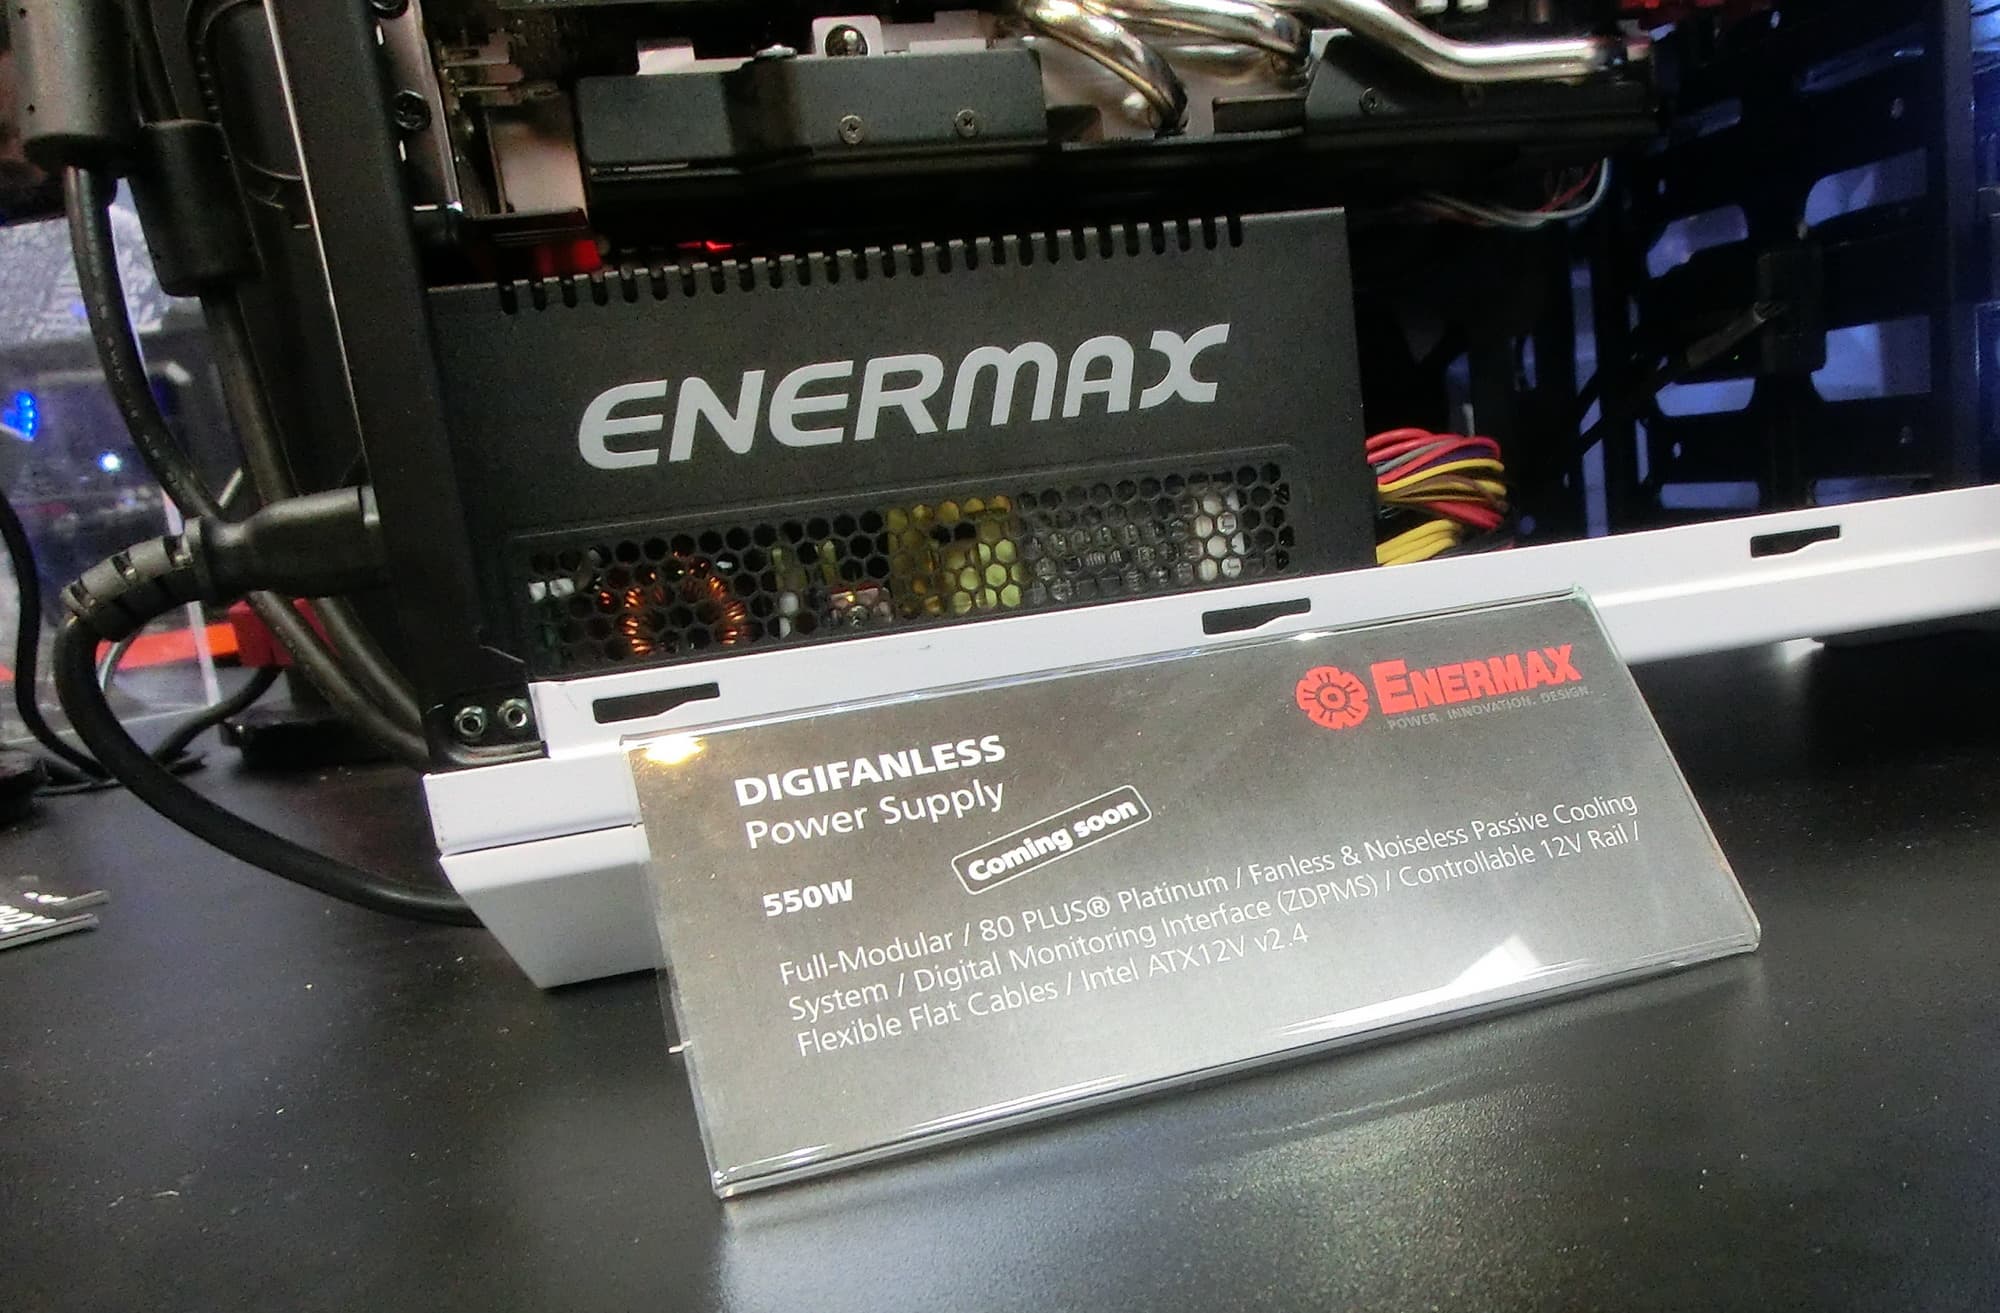 ENERMAX
ENERMAX
POWER. INNOVATION. DESIGN.
DIGIFANLESS
Power Supply
Coming soon
550W
Full-Modular / 80 PLUS® Platinum / Fanless & Noiseless Passive Cooling
System / Digital Monitoring Interface (ZDPMS) / Controllable 12V Rail /
Flexible Flat Cables / Intel ATX12V v2.4